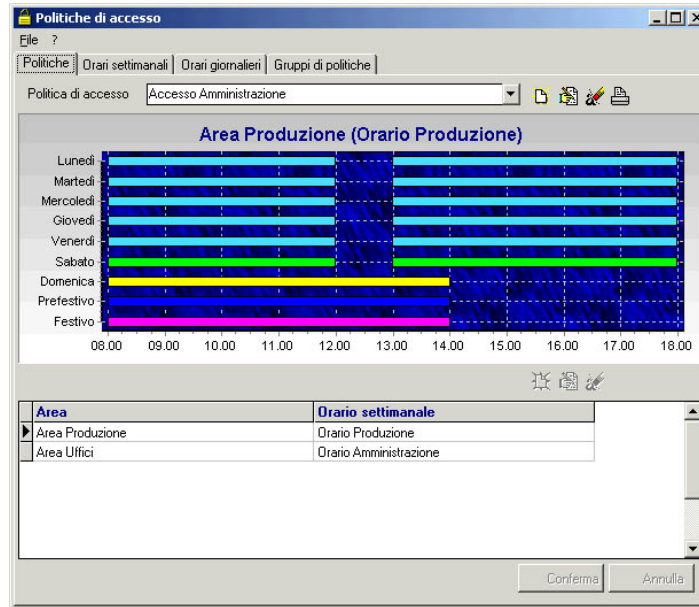 Politiche di accesso
File ?
Politiche Orari settimanali Orari giornalieri Gruppi di politiche
Politica di accesso Accesso Amministrazione
Area Produzione (Orario Produzione)
Lunedì
Martedì
Mercoledì
Giovedì
Venerdì
Sabato
Domenica
Prefestivo
Festivo
08.00 09.00 10.00 11.00 12.00 13.00 14.00 15.00 16.00 17.00 18.00
Area Orario settimanale
Area Produzione Orario Produzione
Area Uffici Orario Amministrazione
Conferma Annulla